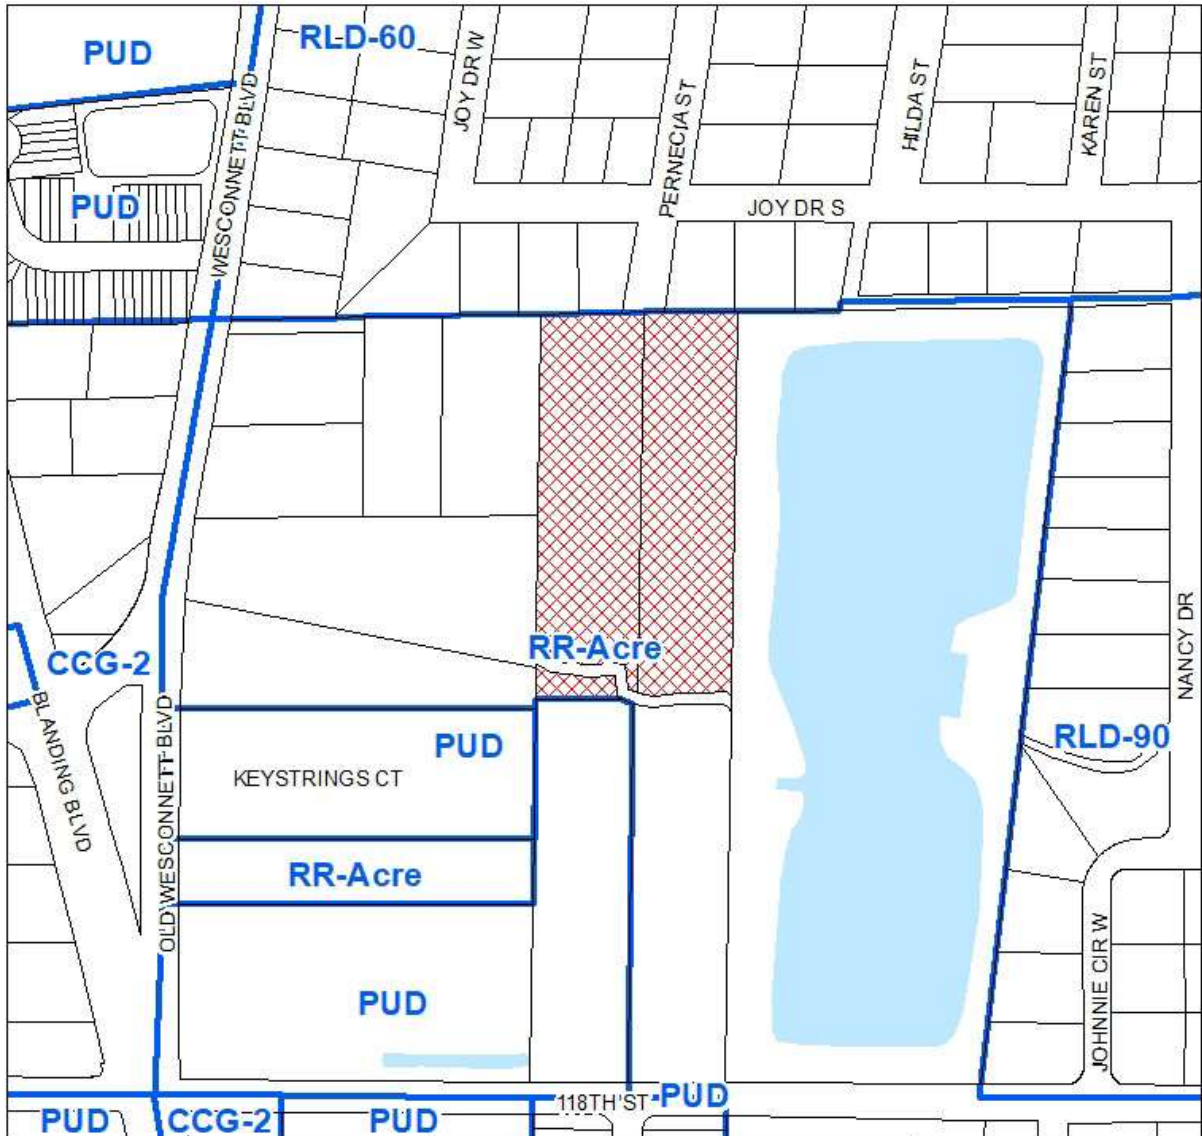 RLD-60
PUD
JOY DR W
HILDA ST
KAREN ST
WESCONNETT BLVD
PERNECIA ST
PUD
JOY DR S
RR-Acre
CCG-2
NANCY DR
BLANDING BLVD
OLD WESCONNETT BLVD
PUD
RLD-90
KEYSTRINGS CT
RR-Acre
PUD
JOHNNIE CIR W
118TH ST
PUD
PUD
CCG-2
PUD